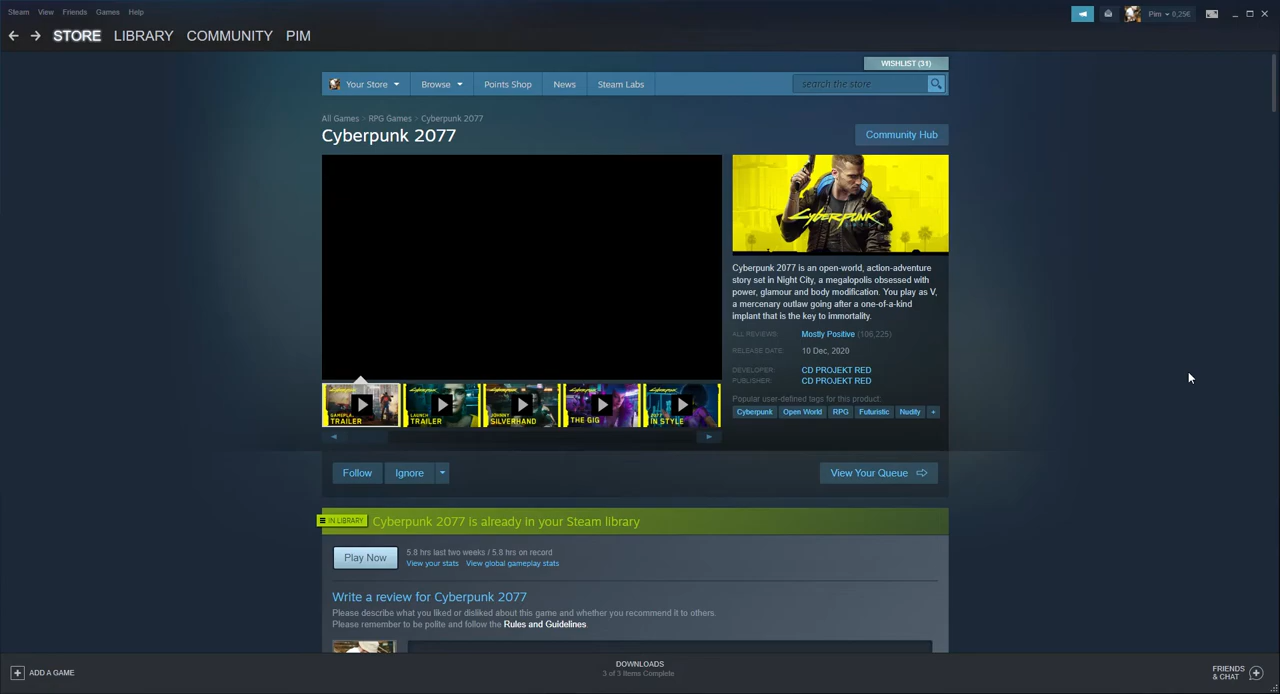 Steam View Friends Games Help
Pim 0,25€
STORE LIBRARY COMMUNITY PIM
WISHLIST (31)
Your Store Browse Points Shop News Steam Labs search the store
All Games > RPG Games > Cyberpunk 2077
Cyberpunk 2077
Community Hub
CYBERPUNK
Cyberpunk 2077 is an open-world, action-adventure
story set in Night City, a megalopolis obsessed with
power, glamour and body modification. You play as V,
a mercenary outlaw going after a one-of-a-kind
implant that is the key to immortality.
ALL REVIEWS: Mostly Positive (106,225)
RELEASE DATE: 10 Dec, 2020
DEVELOPER: CD PROJEKT RED
PUBLISHER: CD PROJEKT RED
Popular user-defined tags for this product:
Cyberpunk Open World RPG Futuristic Nudity +
GAMEPLAY
TRAILER
LAUNCH
TRAILER
JOHNNY
SILVERHAND
THE GIG
2077
IN STYLE
Follow Ignore View Your Queue
IN LIBRARY Cyberpunk 2077 is already in your Steam library
Play Now
5.8 hrs last two weeks / 5.8 hrs on record
View your stats View global gameplay stats
Write a review for Cyberpunk 2077
Please describe what you liked or disliked about this game and whether you recommend it to others.
Please remember to be polite and follow the Rules and Guidelines.
ADD A GAME
DOWNLOADS
3 of 3 Items Complete
FRIENDS
& CHAT